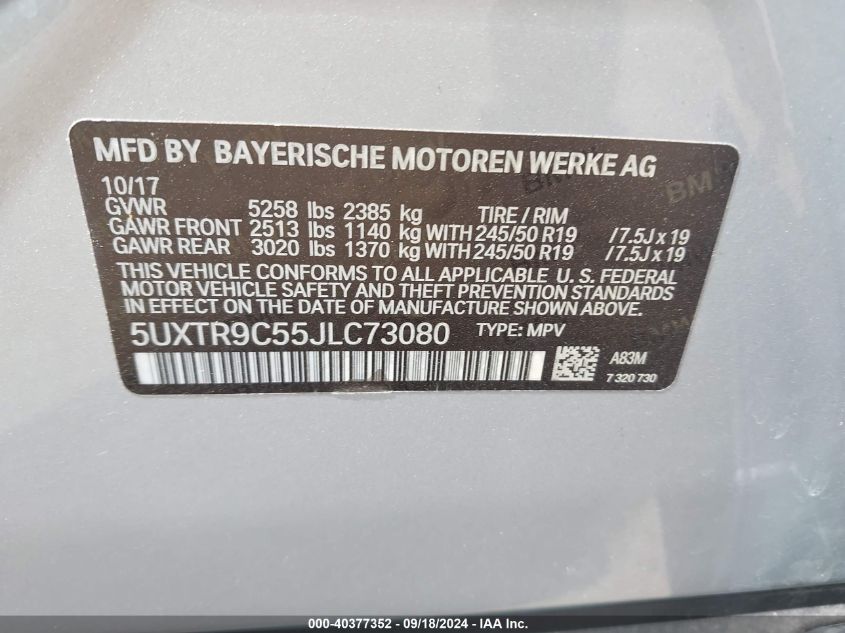 MFD BY BAYERISCHE MOTOREN WERKE AG
10/17
GVWR 5258 lbs 2385 kg TIRE / RIM
GAWR FRONT 2513 lbs 1140 kg WITH 245/50 R19 /7.5J x 19
GAWR REAR 3020 lbs 1370 kg WITH 245/50 R19 /7.5J x 19
THIS VEHICLE CONFORMS TO ALL APPLICABLE U. S. FEDERAL
MOTOR VEHICLE SAFETY AND THEFT PREVENTION STANDARDS
IN EFFECT ON THE DATE OF MANUFACTURE SHOWN ABOVE.
5UXTR9C55JLC73080 TYPE: MPV
A83M
7 320 730
000-40377352 / 09/18/2024 - IAA Inc.